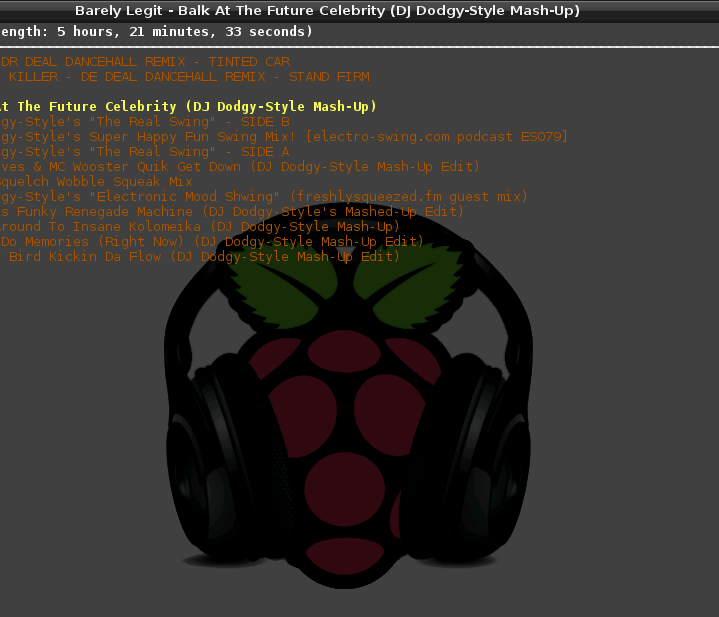 Barely Legit - Balk At The Future Celebrity (DJ Dodgy-Style Mash-Up)
ength: 5 hours, 21 minutes, 33 seconds)
DR DEAL DANCEHALL REMIX - TINTED CAR
KILLER - DE DEAL DANCEHALL REMIX - STAND FIRM
At The Future Celebrity (DJ Dodgy-Style Mash-Up)
gy-Style's "The Real Swing" - SIDE B
gy-Style's Super Happy Fun Swing Mix! [electro-swing.com podcast ES079]
gy-Style's "The Real Swing" - SIDE A
ves & MC Wooster Quik Get Down (DJ Dodgy-Style Mash-Up Edit)
Squelch Wobble Squeak Mix
gy-Style's "Electronic Mood Shwing" (freshlysqueezed.fm guest mix)
s Funky Renegade Machine (DJ Dodgy-Style's Mashed-Up Edit)
round To Insane Kolomeika (DJ Dodgy-Style Mash-Up)
Do Memories (Right Now) (DJ Dodgy-Style Mash-Up Edit)
Bird Kickin Da Flow (DJ Dodgy-Style Mash-Up Edit)